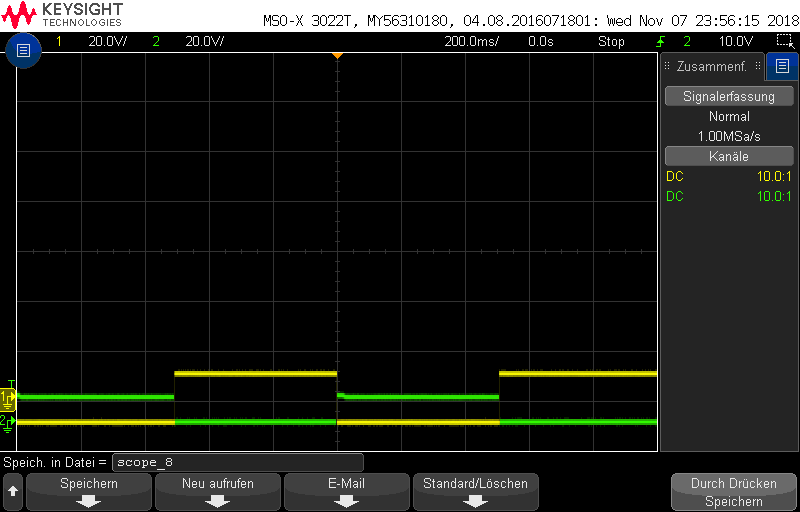 KEYSIGHT
TECHNOLOGIES
MSO-X 3022T, MY56310180, 04.08.2016071801: Wed Nov 07 23:56:15 2018
1 20.0V/ 2 20.0V/ 200.0ms/ 0.0s Stop 2 10.0V
Zusammenf.
Signalerfassung
Normal
1.00MSa/s
Kanäle
DC 10.0:1
DC 10.0:1
T
1
2
Speich. in Datei = scope_8
Speichern
Neu aufrufen
E-Mail
Standard/Löschen
Durch Drücken
Speichern